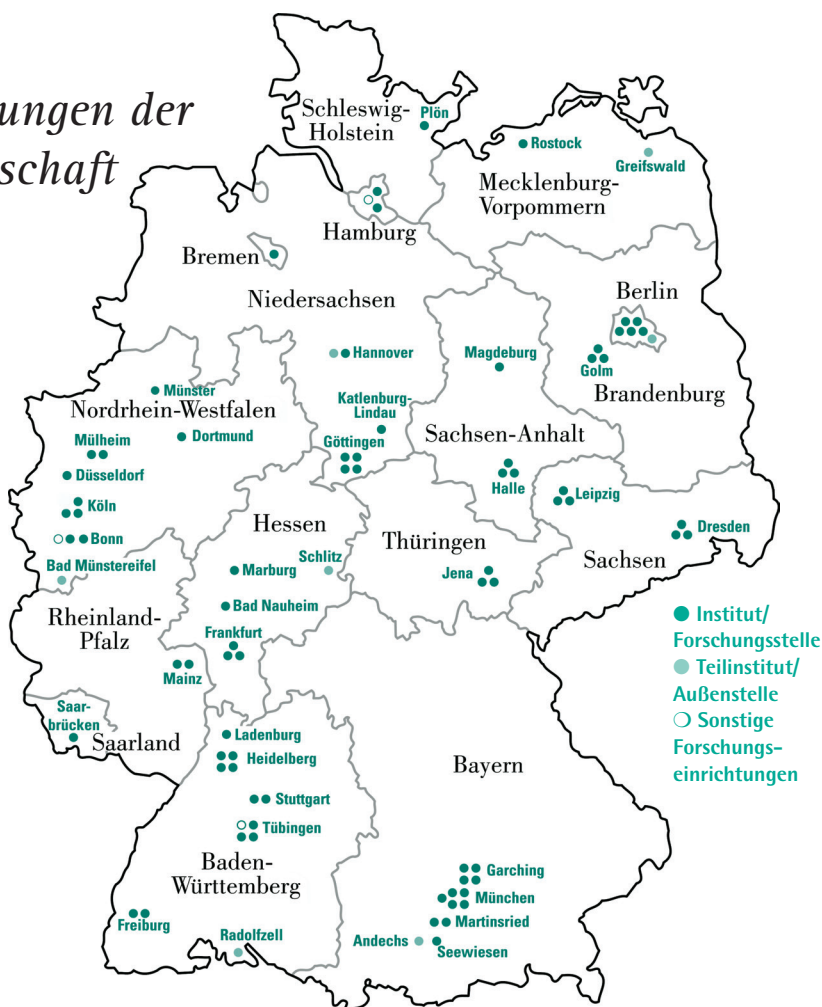 ungen der
schaft
Schleswig-
Holstein
Plön
Rostock
Greifswald
Mecklenburg-
Vorpommern
Hamburg
Bremen
Niedersachsen
Berlin
Hannover
Magdeburg
Golm
Brandenburg
Münster
Nordrhein-Westfalen
Katlenburg-
Lindau
Dortmund
Göttingen
Sachsen-Anhalt
Mülheim
Düsseldorf
Halle
Leipzig
Köln
Hessen
Dresden
Bonn
Thüringen
Sachsen
Schlitz
Bad Münstereifel
Marburg
Jena
Rheinland-
Pfalz
Bad Nauheim
Frankfurt
Mainz
Institut/
Forschungsstelle
Teilinstitut/
Außenstelle
Sonstige
Forschungs-
einrichtungen
Saar-
brücken
Saarland
Ladenburg
Heidelberg
Bayern
Stuttgart
Tübingen
Baden-
Württemberg
Garching
München
Freiburg
Martinsried
Radolfzell
Andechs
Seewiesen